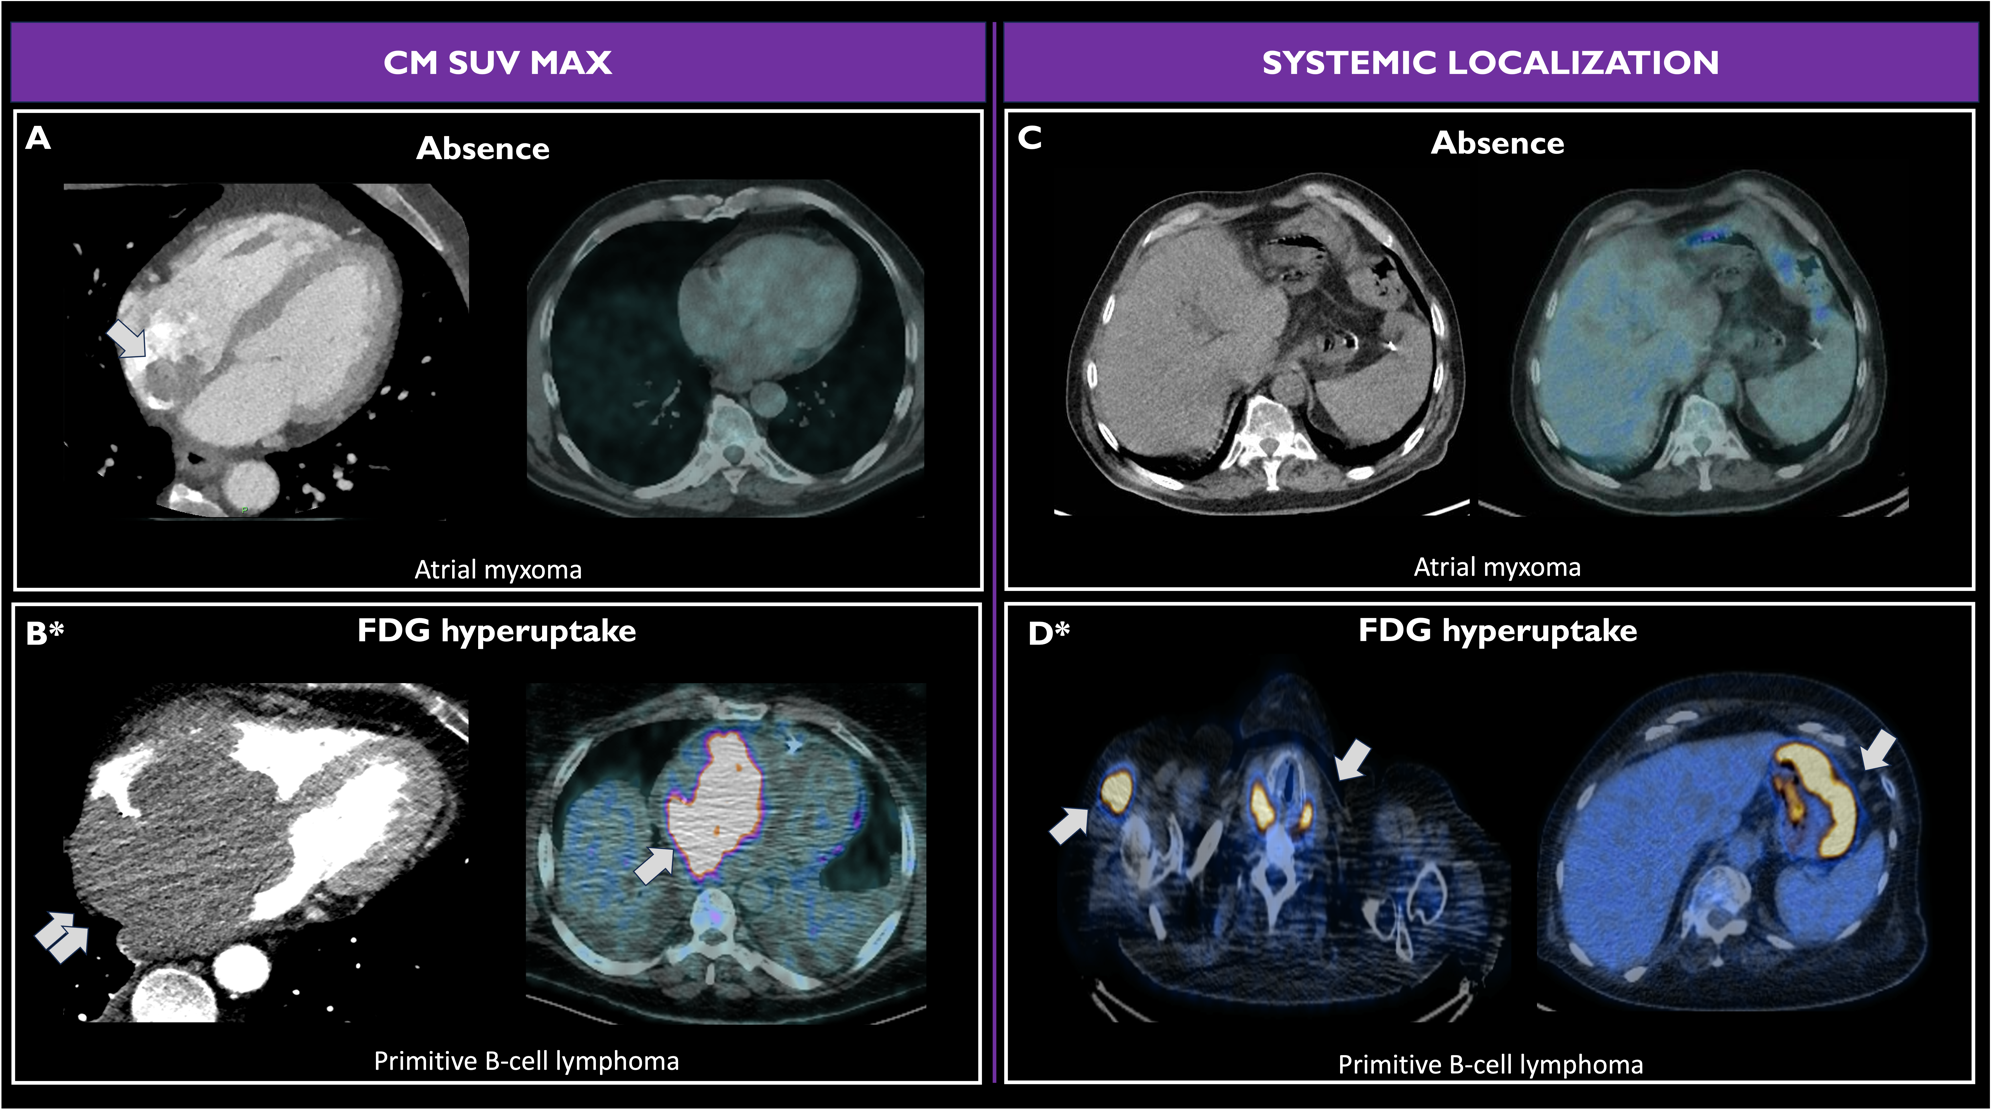 CM SUV MAX
SYSTEMIC LOCALIZATION
A
Absence
Atrial myxoma
C
Absence
Atrial myxoma
B*
FDG hyperuptake
Primitive B-cell lymphoma
D*
FDG hyperuptake
Primitive B-cell lymphoma